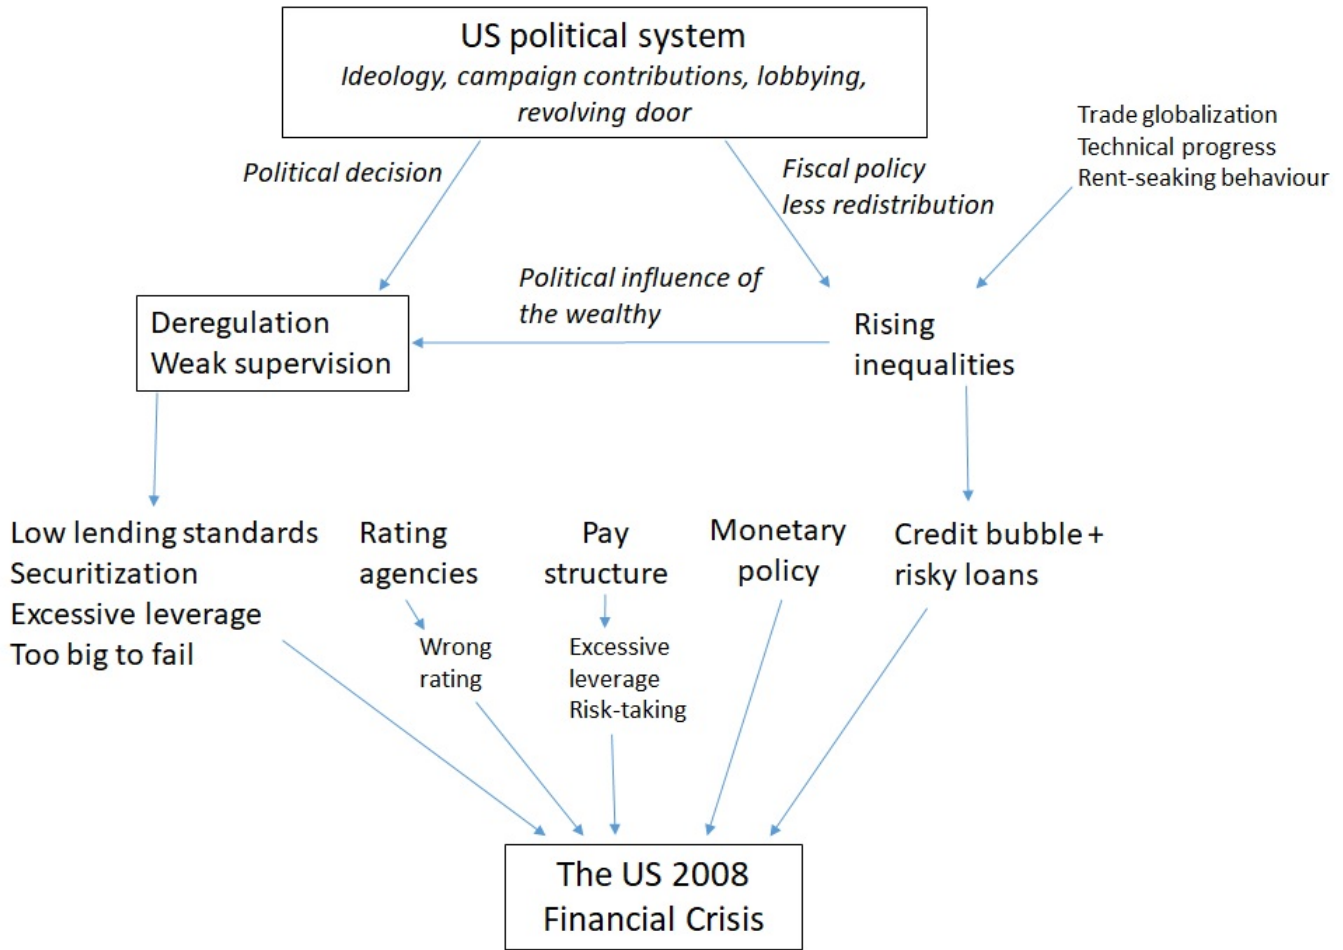 US political system
Ideology, campaign contributions, lobbying,
revolving door
Trade globalization
Technical progress
Rent-seaking behaviour
Political decision
Fiscal policy
less redistribution
Political influence of
the wealthy
Deregulation
Weak supervision
Rising
inequalities
Low lending standards
Securitization
Excessive leverage
Too big to fail
Rating
agencies
Wrong
rating
Pay
structure
Excessive
leverage
Risk-taking
Monetary
policy
Credit bubble +
risky loans
The US 2008
Financial Crisis